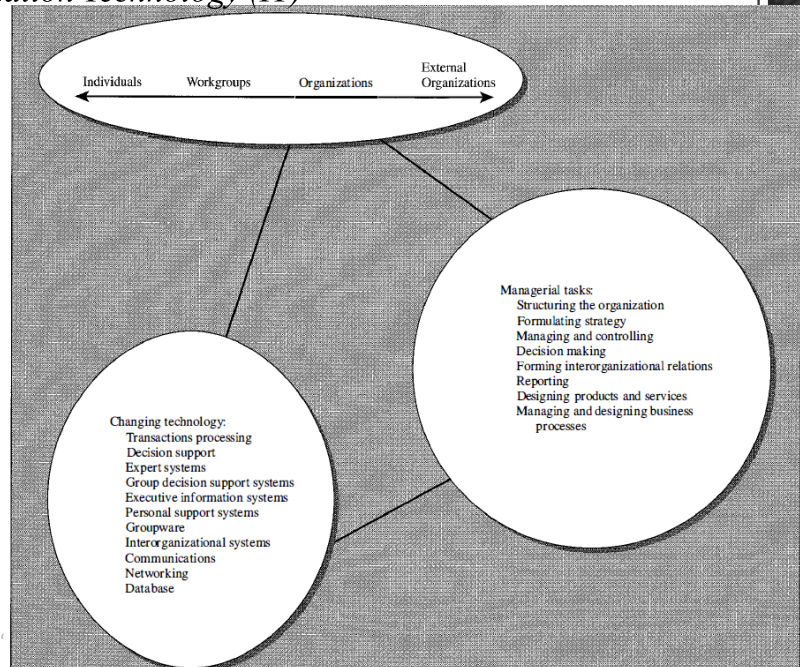 Technology (IT)
Individuals Workgroups Organizations External Organizations
Managerial tasks:
Structuring the organization
Formulating strategy
Managing and controlling
Decision making
Forming interorganizational relations
Reporting
Designing products and services
Managing and designing business
processes
Changing technology:
Transactions processing
Decision support
Expert systems
Group decision support systems
Executive information systems
Personal support systems
Groupware
Interorganizational systems
Communications
Networking
Database